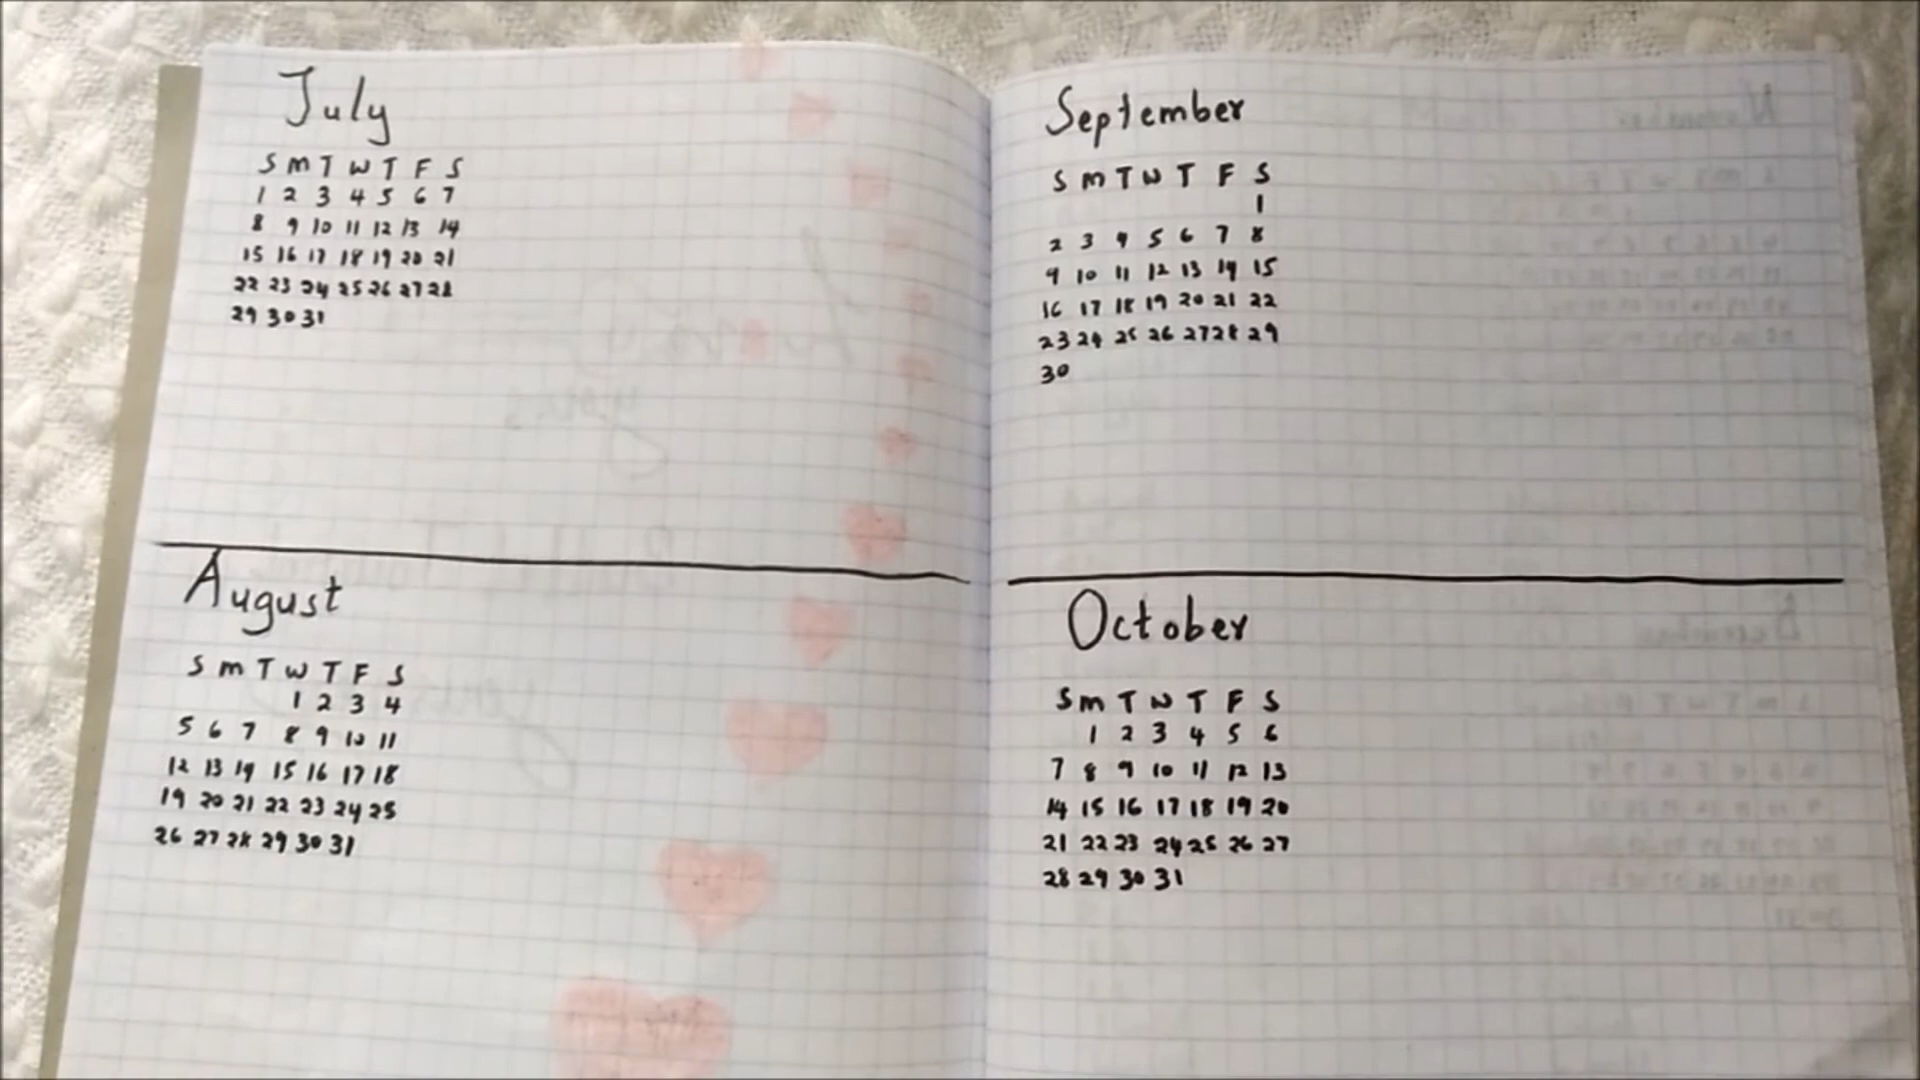 July
S M T W T F S
1 2 3 4 5 6 7
8 9 10 11 12 13 14
15 16 17 18 19 20 21
22 23 24 25 26 27 28
29 30 31
August
S M T W T F S
1 2 3 4
5 6 7 8 9 10 11
12 13 14 15 16 17 18
19 20 21 22 23 24 25
26 27 28 29 30 31
September
S M T W T F S
1
2 3 4 5 6 7 8
9 10 11 12 13 14 15
16 17 18 19 20 21 22
23 24 25 26 27 28 29
30
October
S M T W T F S
1 2 3 4 5 6
7 8 9 10 11 12 13
14 15 16 17 18 19 20
21 22 23 24 25 26 27
28 29 30 31